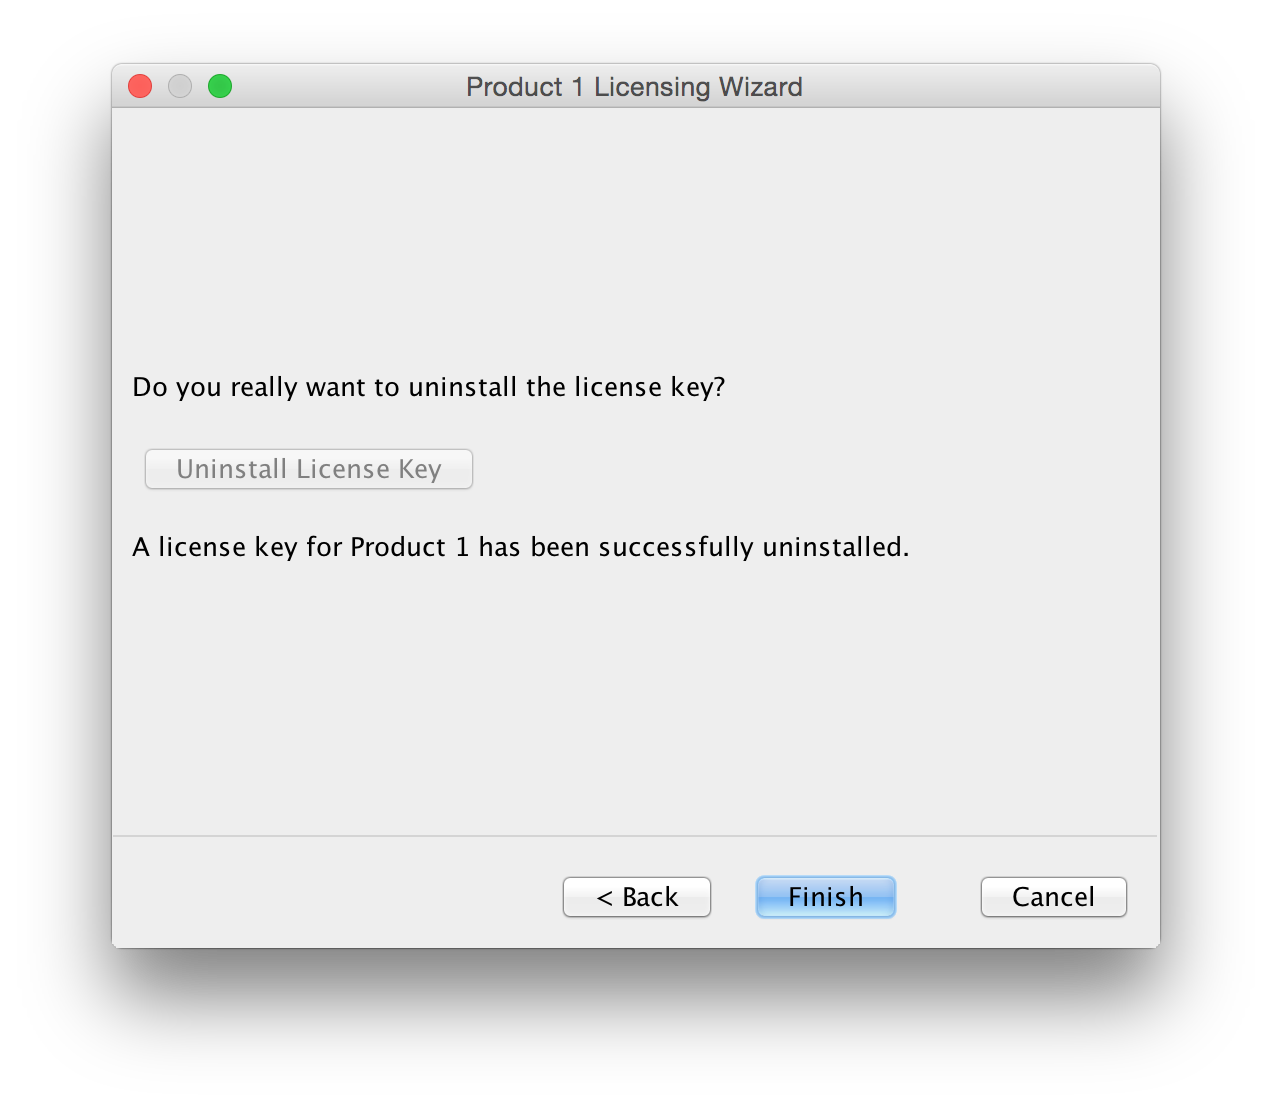 Product 1 Licensing Wizard
Do you really want to uninstall the license key?
Uninstall License Key
A license key for Product 1 has been successfully uninstalled.
< Back
Finish
Cancel